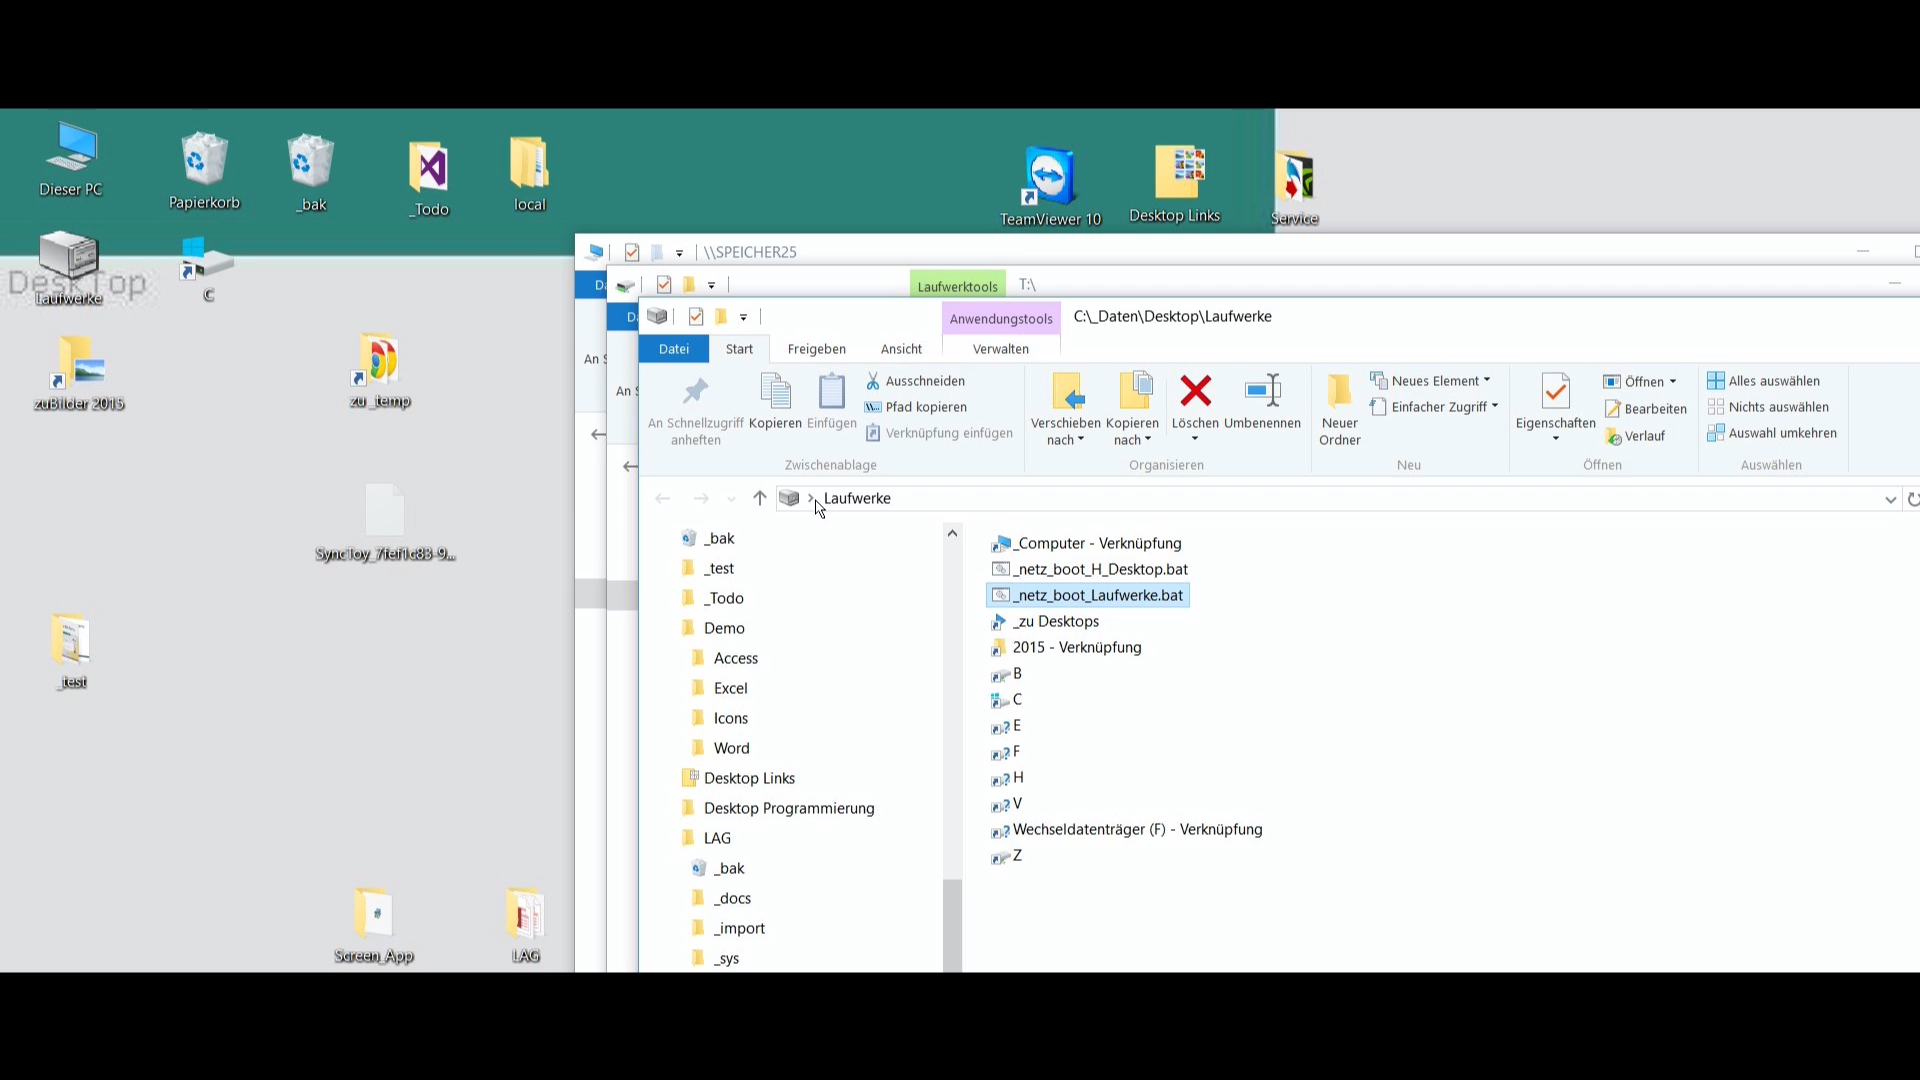 Dieser PC
Papierkorb
_bak
_Todo
local
TeamViewer 10
Desktop Links
Service
DeskTop
Laufwerke
C
zuBilder 2015
zu _temp
_test
Screen_App
LAG
\\SPEICHER25
Laufwerktools
T:\
Anwendungstools
C:\_Daten\Desktop\Laufwerke
Datei
Start
Freigeben
Ansicht
Verwalten
An Schnellzugriff
anheften
Kopieren
Einfügen
Ausschneiden
Pfad kopieren
Verknüpfung einfügen
Zwischenablage
Verschieben
nach
Kopieren
nach
Löschen
Umbenennen
Organisieren
Neuer
Ordner
Neues Element
Einfacher Zugriff
Neu
Eigenschaften
Öffnen
Bearbeiten
Verlauf
Öffnen
Alles auswählen
Nichts auswählen
Auswahl umkehren
Auswählen
Laufwerke
_bak
_test
_Todo
Demo
Access
Excel
Icons
Word
Desktop Links
Desktop Programmierung
LAG
_bak
_docs
_import
_sys
_Computer - Verknüpfung
_netz_boot_H_Desktop.bat
_netz_boot_Laufwerke.bat
_zu Desktops
2015 - Verknüpfung
B
C
E
F
H
V
Wechseldatenträger (F) - Verknüpfung
Z